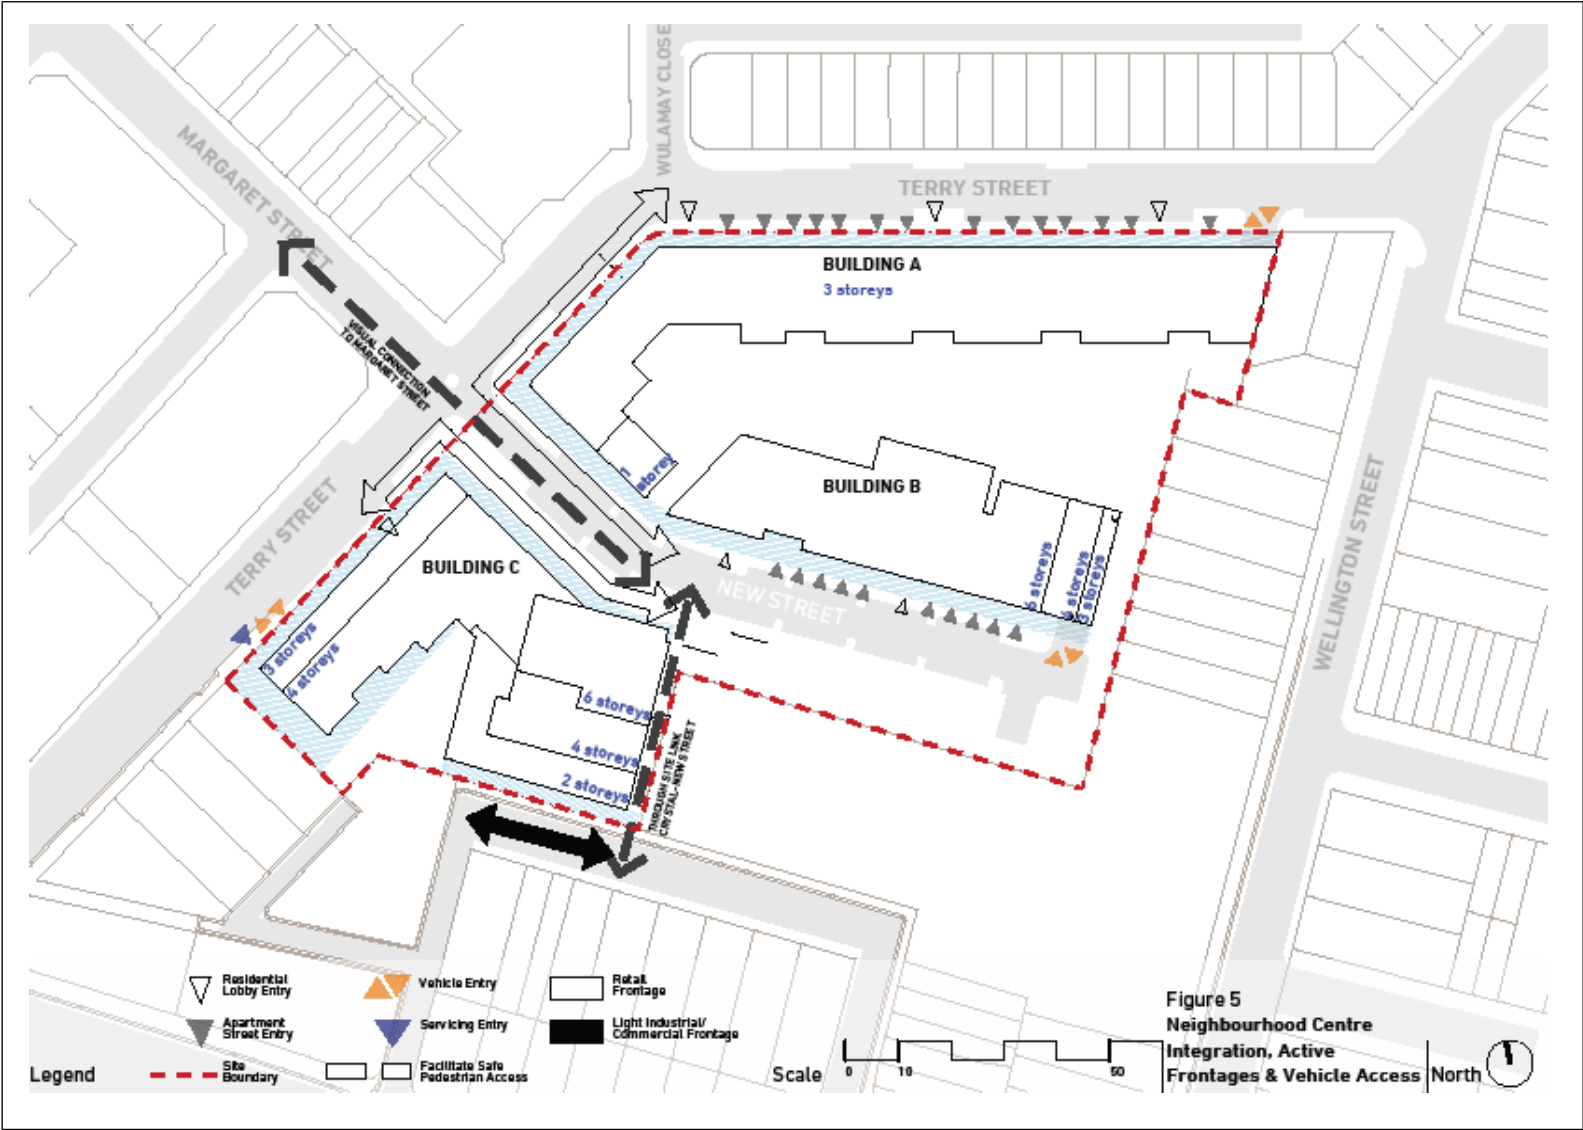 WULAMAY CLOSE
MARGARET STREET
TERRY STREET
BUILDING A
3 storeys
VISUAL CONNECTION
TO MARGARET STREET
1
storey
BUILDING B
TERRY STREET
BUILDING C
6 storeys
4 storeys
3 storeys
NEW STREET
WELLINGTON STREET
3 storeys
4 storeys
6 storeys
4 storeys
2 storeys
THROUGH SITE LINK
CRYSTAL-NEW STREET
Residential
Lobby Entry
Vehicle Entry
Retail
Frontage
Apartment
Street Entry
Servicing Entry
Light Industrial/
Commercial Frontage
Legend
Site
Boundary
Facilitate Safe
Pedestrian Access
Scale
0 10 50
Figure 5
Neighbourhood Centre
Integration, Active
Frontages & Vehicle Access
North